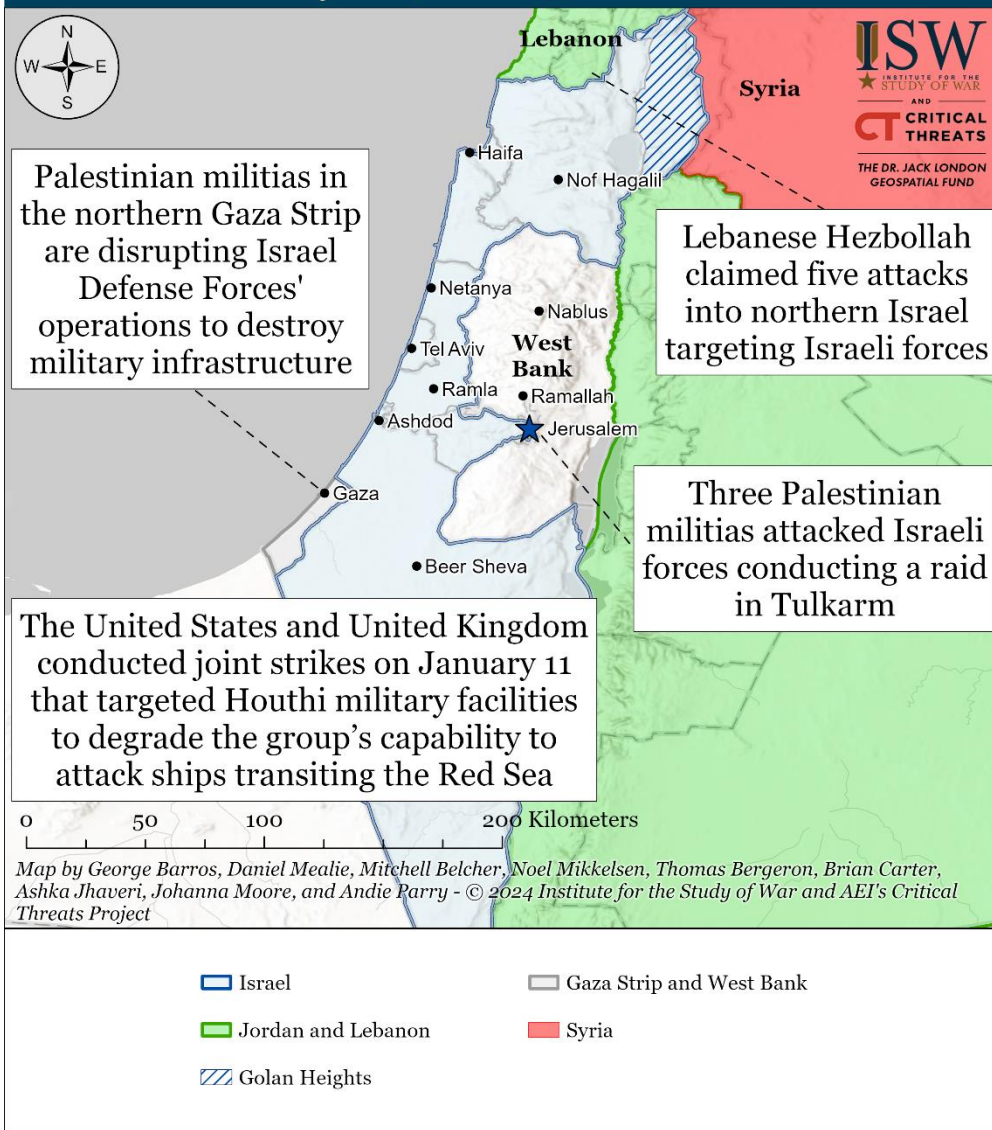 N
W E
S
Lebanon
Syria
ISW
INSTITUTE FOR THE
STUDY OF WAR
AND
CT CRITICAL
THREATS
THE DR. JACK LONDON
GEOSPATIAL FUND
Palestinian militias in
the northern Gaza Strip
are disrupting Israel
Defense Forces'
operations to destroy
military infrastructure
Haifa
Nof Hagalil
Lebanese Hezbollah
claimed five attacks
into northern Israel
targeting Israeli forces
Netanya
Nablus
Tel Aviv
West
Bank
Ramla
Ramallah
Ashdod
Jerusalem
Gaza
Three Palestinian
militias attacked Israeli
forces conducting a raid
in Tulkarm
Beer Sheva
The United States and United Kingdom
conducted joint strikes on January 11
that targeted Houthi military facilities
to degrade the group’s capability to
attack ships transiting the Red Sea
0 50 100 200 Kilometers
Map by George Barros, Daniel Mealie, Mitchell Belcher, Noel Mikkelsen, Thomas Bergeron, Brian Carter,
Ashka Jhaveri, Johanna Moore, and Andie Parry - © 2024 Institute for the Study of War and AEI's Critical
Threats Project
Israel
Gaza Strip and West Bank
Jordan and Lebanon
Syria
Golan Heights